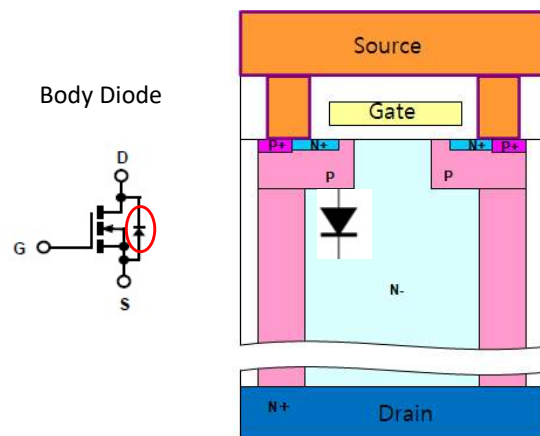 Body Diode
D
G
S
Source
Gate
P+ N+ N+ P+
P P
N-
N+ Drain